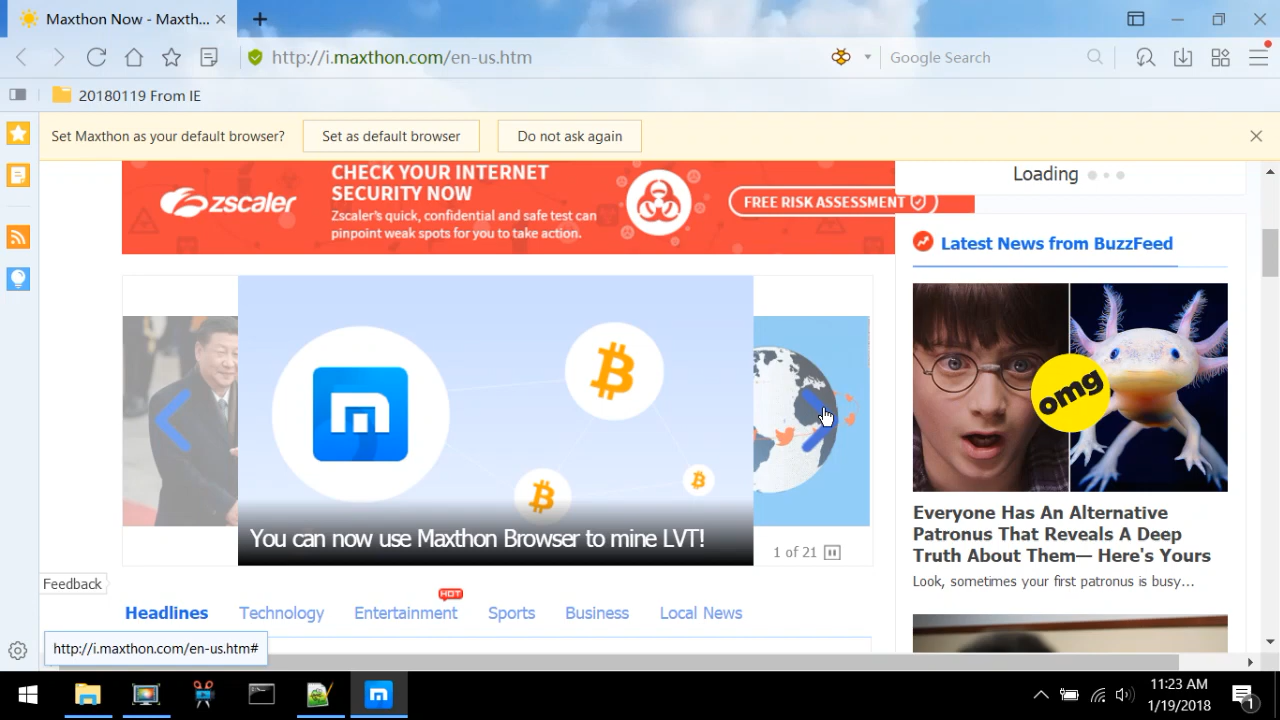 Maxthon Now - Maxth...
http://i.maxthon.com/en-us.htm
Google Search
20180119 From IE
Set Maxthon as your default browser?
Set as default browser
Do not ask again
zscaler
CHECK YOUR INTERNET
SECURITY NOW
Zscaler's quick, confidential and safe test can
pinpoint weak spots for you to take action.
FREE RISK ASSESSMENT
Loading
Latest News from BuzzFeed
omg
You can now use Maxthon Browser to mine LVT!
1 of 21
Everyone Has An Alternative
Patronus That Reveals A Deep
Truth About Them— Here's Yours
Look, sometimes your first patronus is busy...
Feedback
HOT
Headlines
Technology
Entertainment
Sports
Business
Local News
http://i.maxthon.com/en-us.htm#
11:23 AM
1/19/2018
1